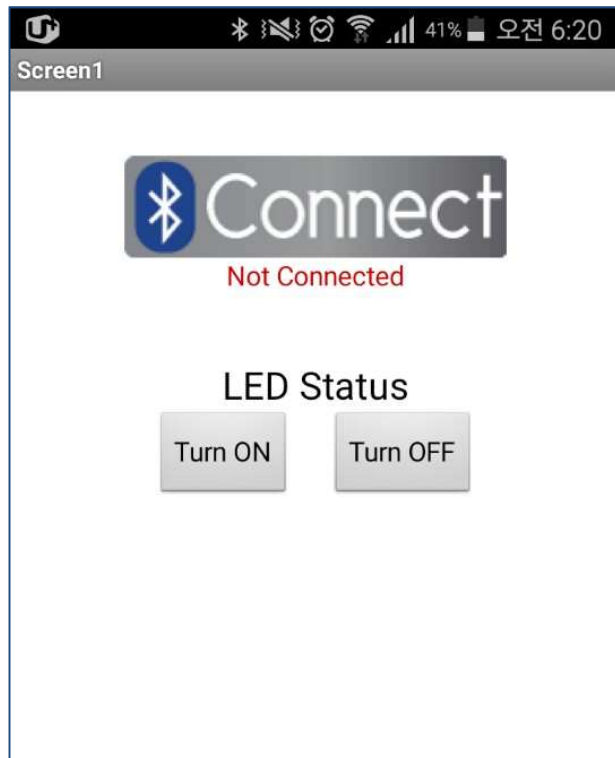 U+
41% 오전 6:20
Screen1
Connect
Not Connected
LED Status
Turn ON Turn OFF